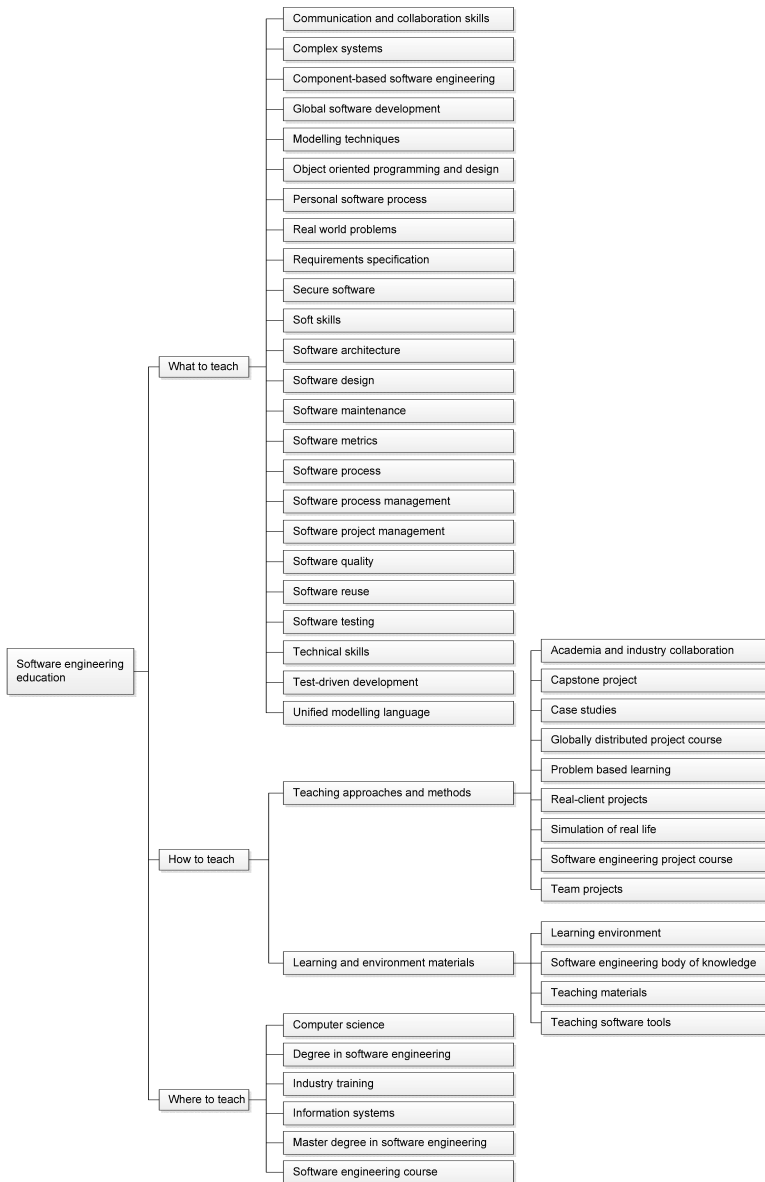 Software engineering
education
What to teach
Communication and collaboration skills
Complex systems
Component-based software engineering
Global software development
Modelling techniques
Object oriented programming and design
Personal software process
Real world problems
Requirements specification
Secure software
Soft skills
Software architecture
Software design
Software maintenance
Software metrics
Software process
Software process management
Software project management
Software quality
Software reuse
Software testing
Technical skills
Test-driven development
Unified modelling language
How to teach
Teaching approaches and methods
Academia and industry collaboration
Capstone project
Case studies
Globally distributed project course
Problem based learning
Real-client projects
Simulation of real life
Software engineering project course
Team projects
Learning and environment materials
Learning environment
Software engineering body of knowledge
Teaching materials
Teaching software tools
Where to teach
Computer science
Degree in software engineering
Industry training
Information systems
Master degree in software engineering
Software engineering course